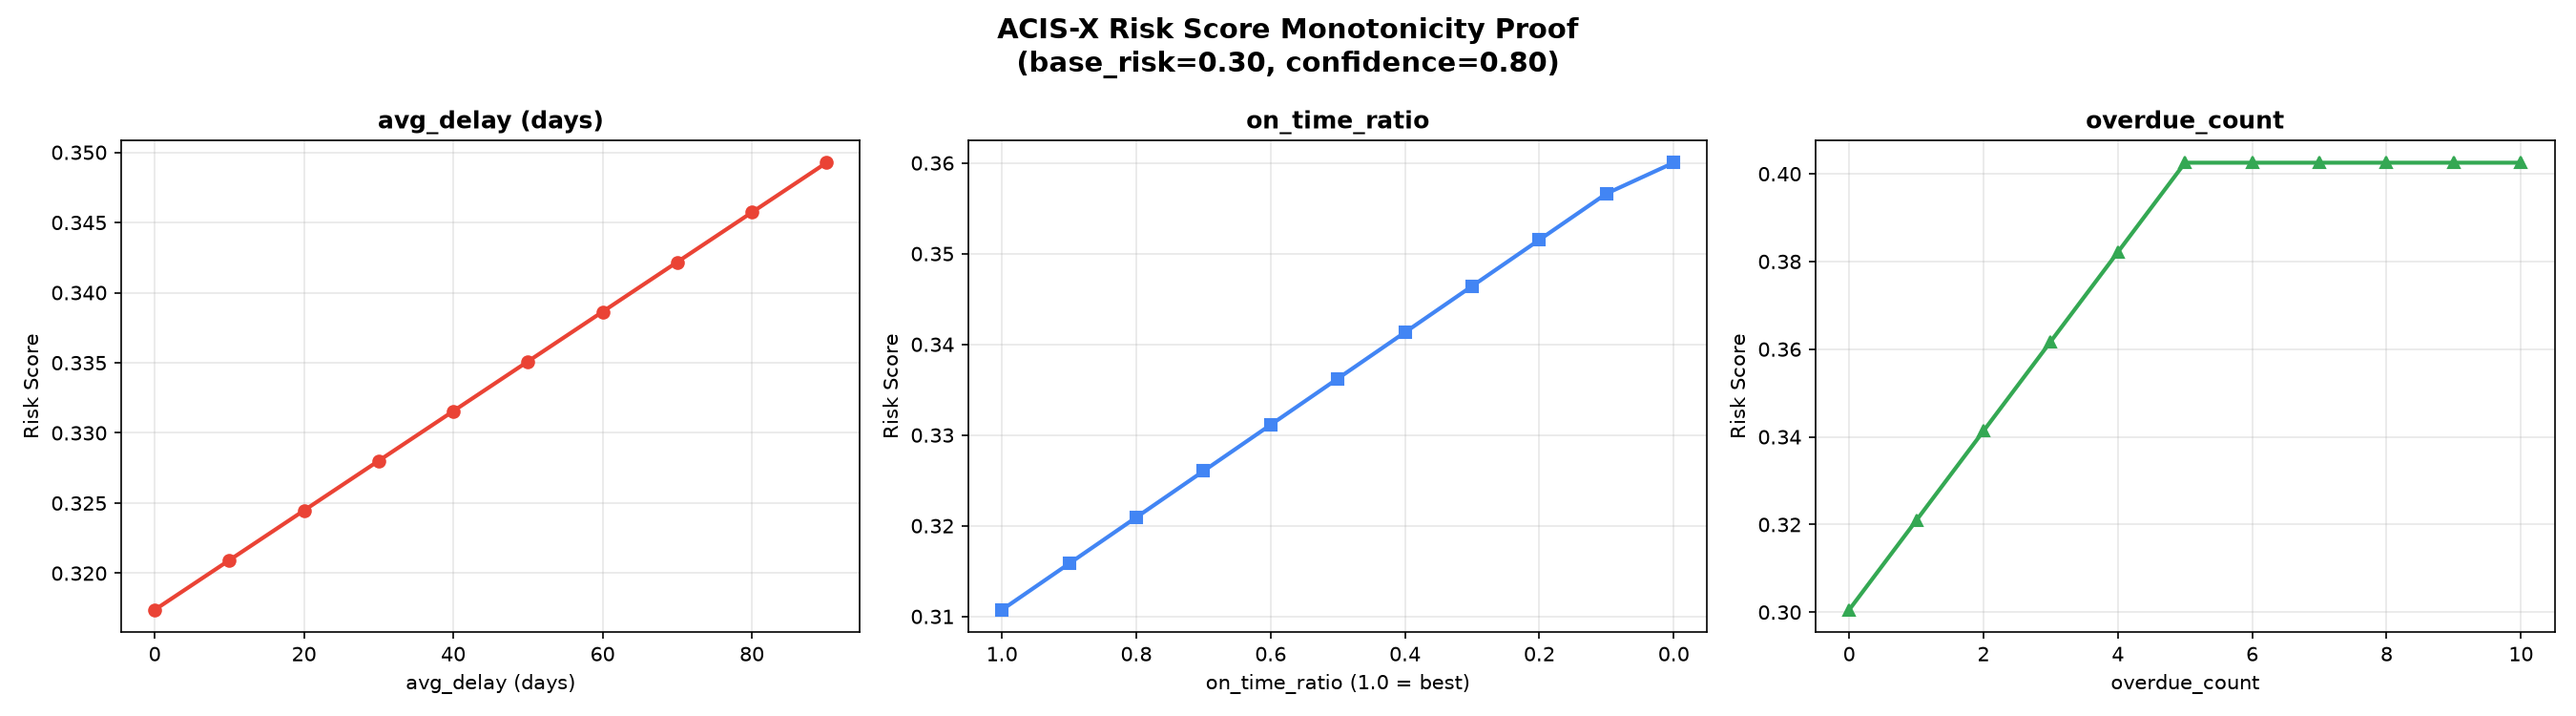 ACIS-X Risk Score Monotonicity Proof
(base_risk=0.30, confidence=0.80)
avg_delay (days)
0.350
0.345
0.340
0.335
0.330
0.325
0.320
Risk Score
0 20 40 60 80
avg_delay (days)
on_time_ratio
0.36
0.35
0.34
0.33
0.32
0.31
Risk Score
1.0 0.8 0.6 0.4 0.2 0.0
on_time_ratio (1.0 = best)
overdue_count
0.40
0.38
0.36
0.34
0.32
0.30
Risk Score
0 2 4 6 8 10
overdue_count